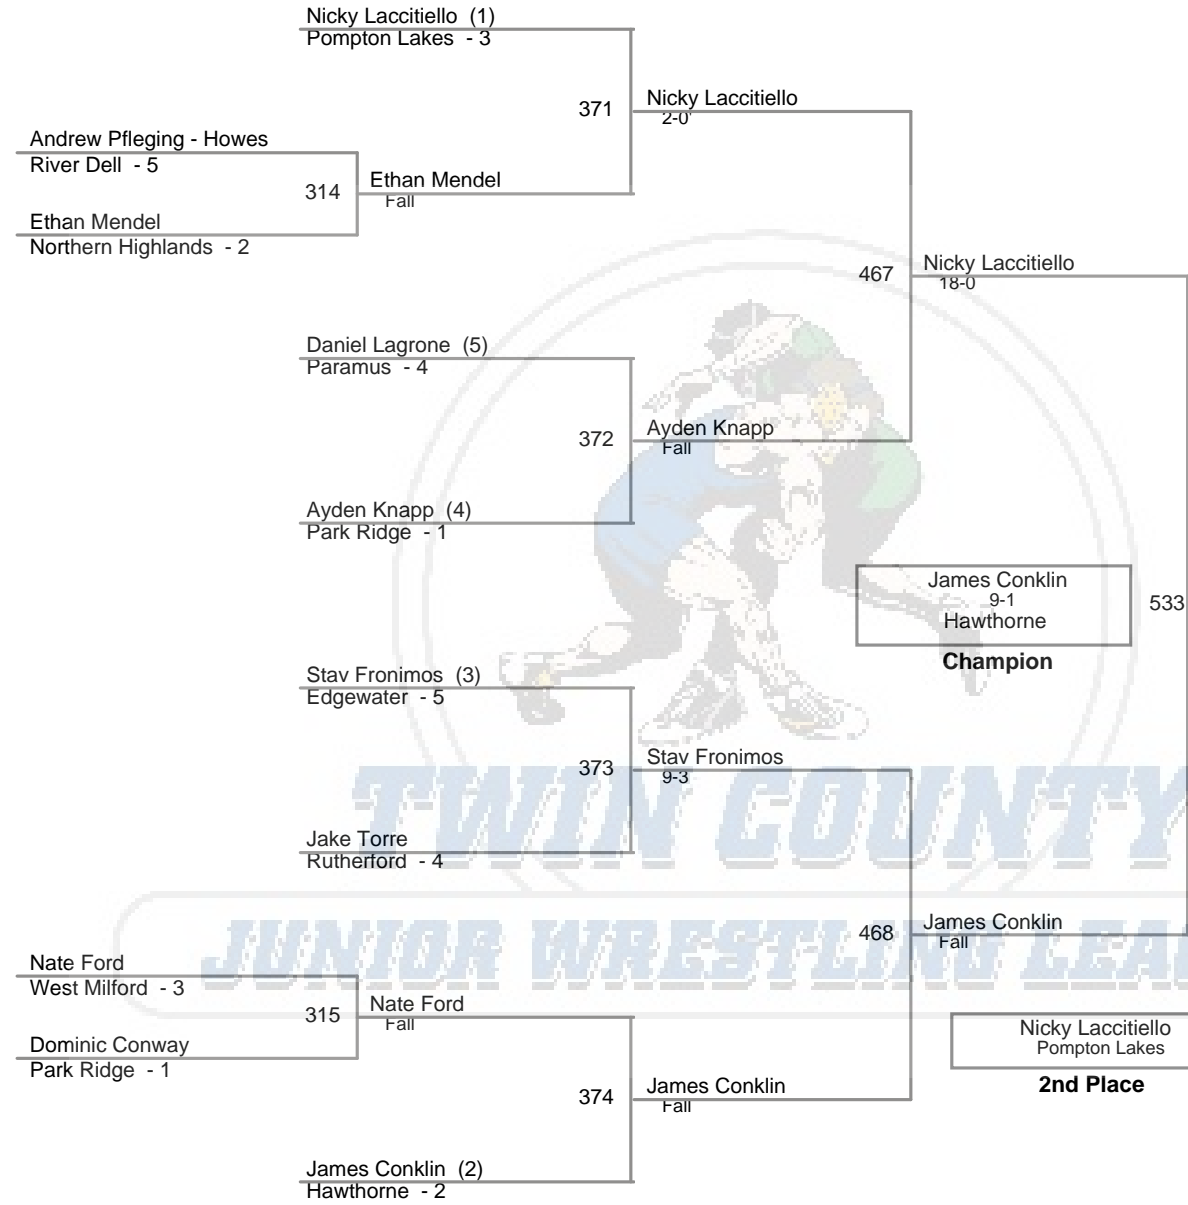 Nicky Laccitiello (1)
Pompton Lakes - 3
371
Nicky Laccitiello
2-0
Andrew Pfleging - Howes
River Dell - 5
314
Ethan Mendel
Fall
Ethan Mendel
Northern Highlands - 2
467
Nicky Laccitiello
18-0
Daniel Lagrone (5)
Paramus - 4
372
Ayden Knapp
Fall
Ayden Knapp (4)
Park Ridge - 1
James Conklin
9-1
Hawthorne
533
Champion
Stav Fronimos (3)
Edgewater - 5
373
Stav Fronimos
9-3
TWIN COUNTY
Jake Torre
Rutherford - 4
468
James Conklin
Fall
JUNIOR WRESTLING LEA
Nate Ford
West Milford - 3
315
Nate Ford
Fall
Dominic Conway
Park Ridge - 1
Nicky Laccitiello
Pompton Lakes
2nd Place
374
James Conklin
Fall
James Conklin (2)
Hawthorne - 2